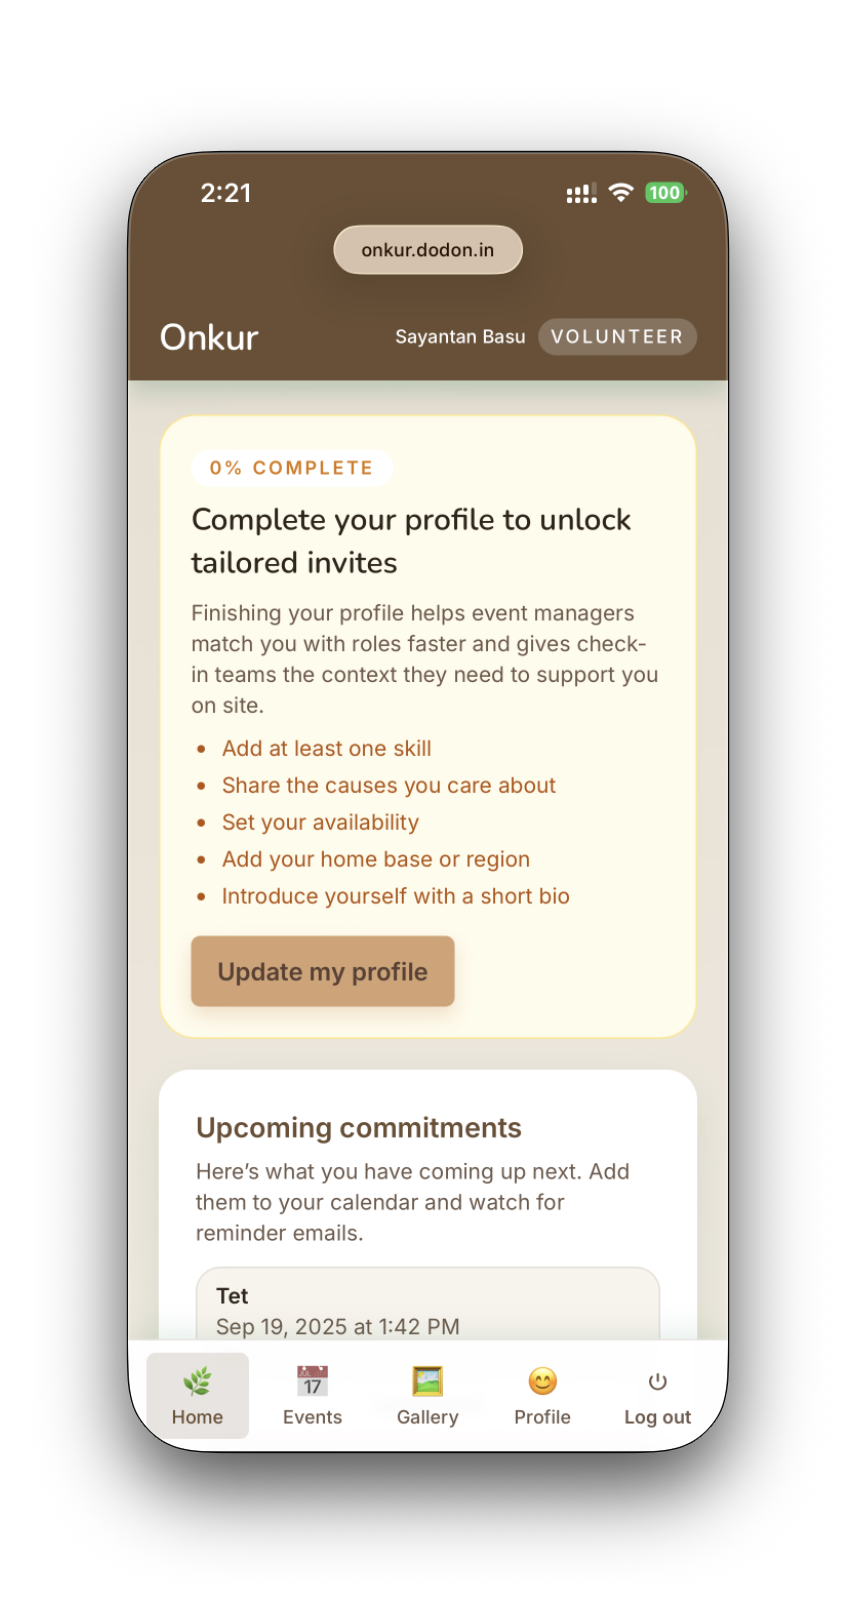 2:21
100
onkur.dodon.in
Onkur
Sayantan Basu
VOLUNTEER
0% COMPLETE
Complete your profile to unlock
tailored invites
Finishing your profile helps event managers
match you with roles faster and gives check-
in teams the context they need to support you
on site.
• Add at least one skill
• Share the causes you care about
• Set your availability
• Add your home base or region
• Introduce yourself with a short bio
Update my profile
Upcoming commitments
Here’s what you have coming up next. Add
them to your calendar and watch for
reminder emails.
Tet
Sep 19, 2025 at 1:42 PM
17
Home
Events
Gallery
Profile
Log out